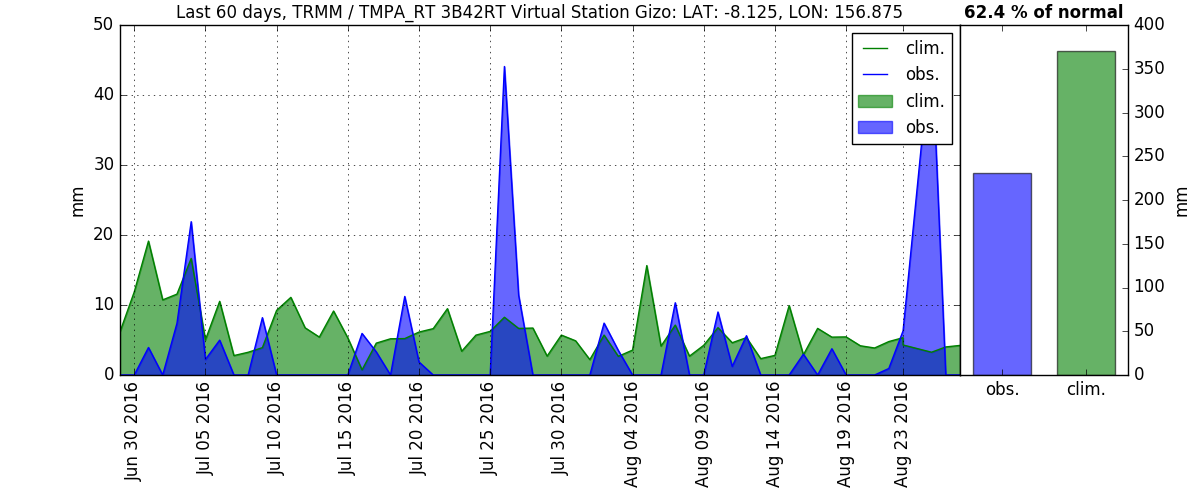 Last 60 days, TRMM / TMPA_RT 3B42RT Virtual Station Gizo: LAT: -8.125, LON: 156.875
62.4 % of normal
50
40
30
20
10
0
mm
clim.
obs.
clim.
obs.
400
350
300
250
200
150
100
50
0
mm
Jun 30 2016
Jul 05 2016
Jul 10 2016
Jul 15 2016
Jul 20 2016
Jul 25 2016
Jul 30 2016
Aug 04 2016
Aug 09 2016
Aug 14 2016
Aug 19 2016
Aug 23 2016
obs.
clim.